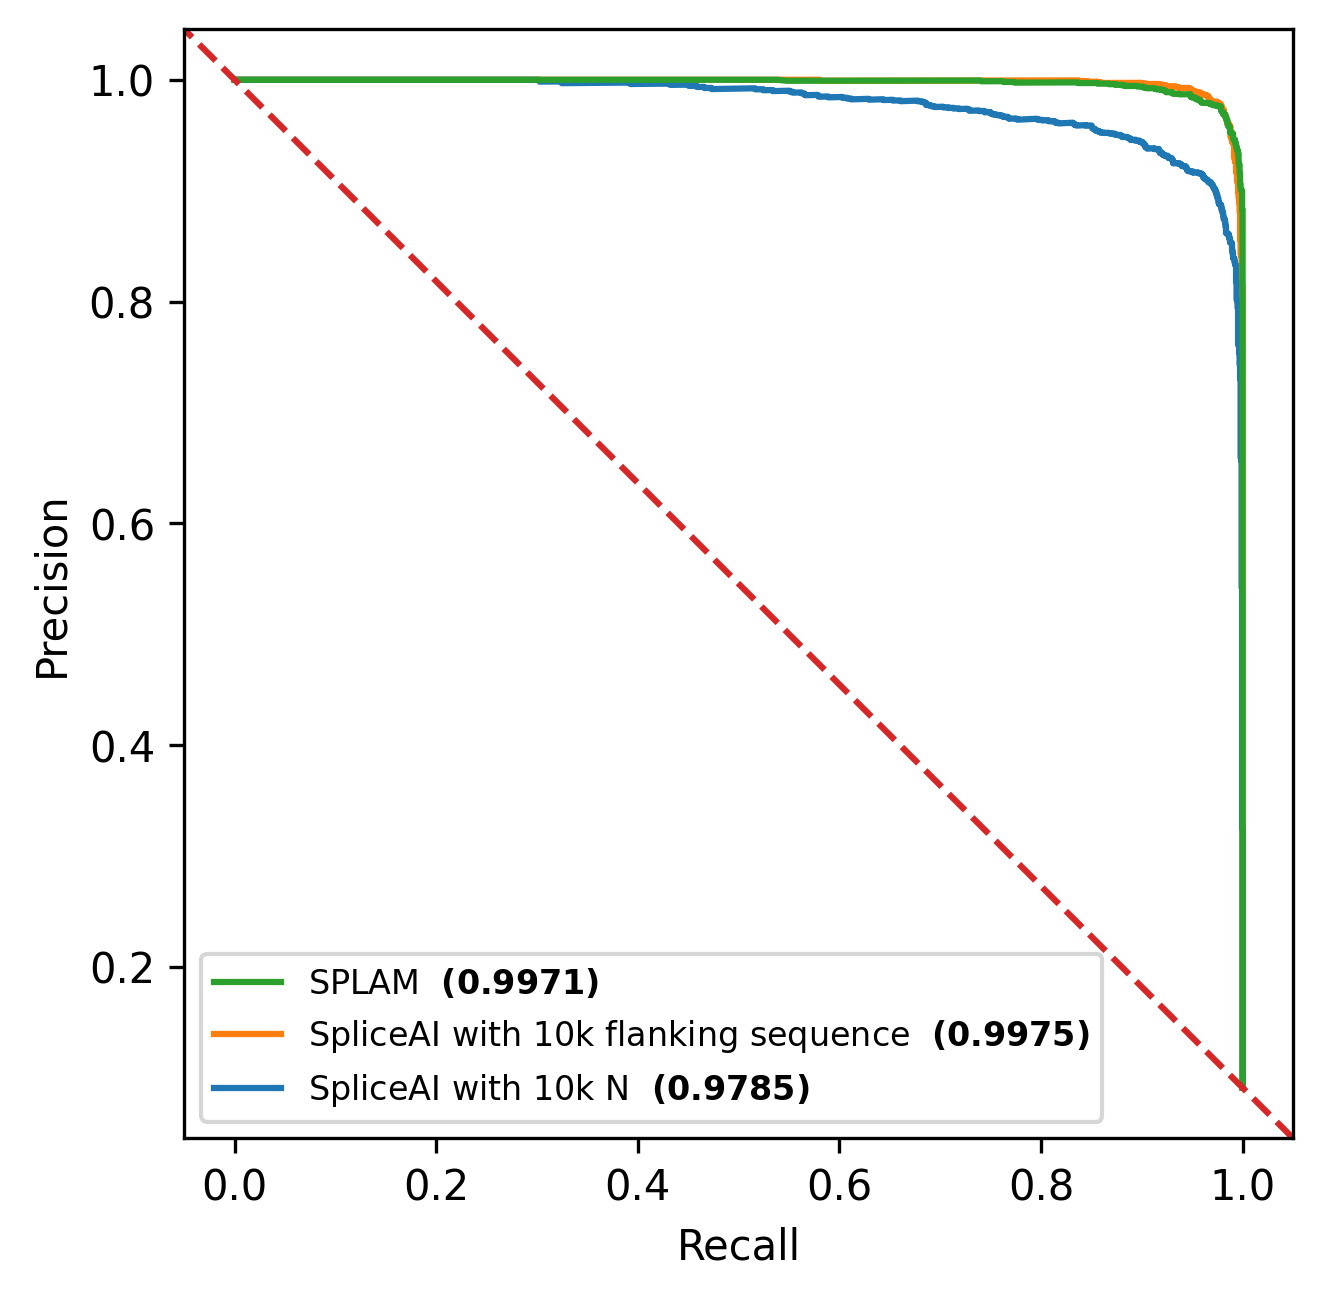 1.0
0.8
0.6
0.4
0.2
Precision
SPLAM (0.9971)
SpliceAI with 10k flanking sequence (0.9975)
SpliceAI with 10k N (0.9785)
0.0 0.2 0.4 0.6 0.8 1.0
Recall